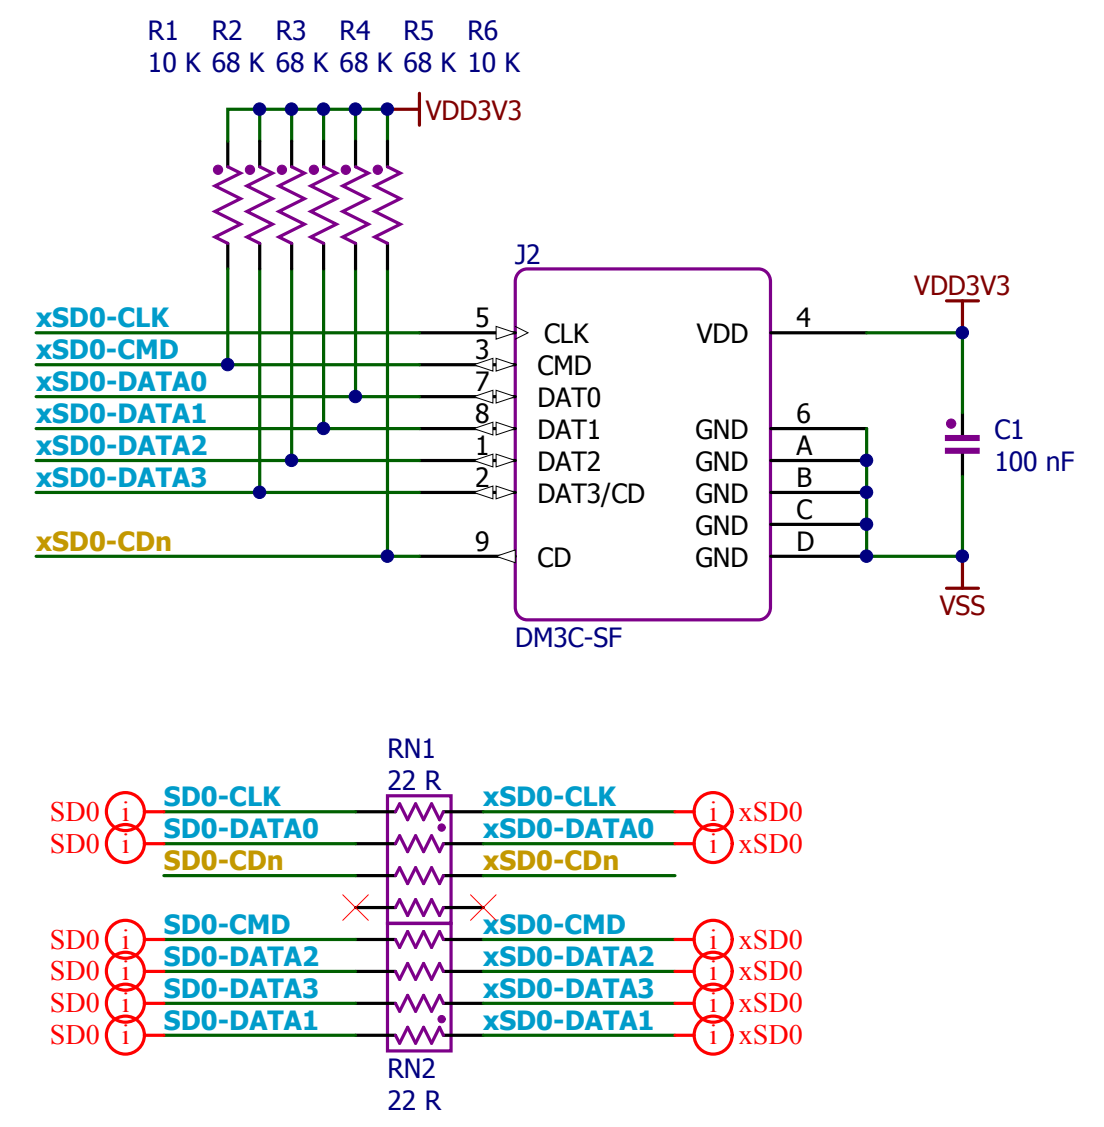 R1 R2 R3 R4 R5 R6
10 K 68 K 68 K 68 K 68 K 10 K
VDD3V3
J2
VDD3V3
xSD0-CLK 5 CLK VDD 4
xSD0-CMD 3 CMD
xSD0-DATA0 7 DAT0
xSD0-DATA1 8 DAT1 GND 6
C1
xSD0-DATA2 1 DAT2 GND A
100 nF
xSD0-DATA3 2 DAT3/CD GND B
GND C
xSD0-CDn 9 CD GND D
VSS
DM3C-SF
RN1
22 R
SD0 i SD0-CLK xSD0-CLK i xSD0
SD0 i SD0-DATA0 xSD0-DATA0 i xSD0
SD0-CDn xSD0-CDn
SD0 i SD0-CMD xSD0-CMD i xSD0
SD0 i SD0-DATA2 xSD0-DATA2 i xSD0
SD0 i SD0-DATA3 xSD0-DATA3 i xSD0
SD0 i SD0-DATA1 xSD0-DATA1 i xSD0
RN2
22 R